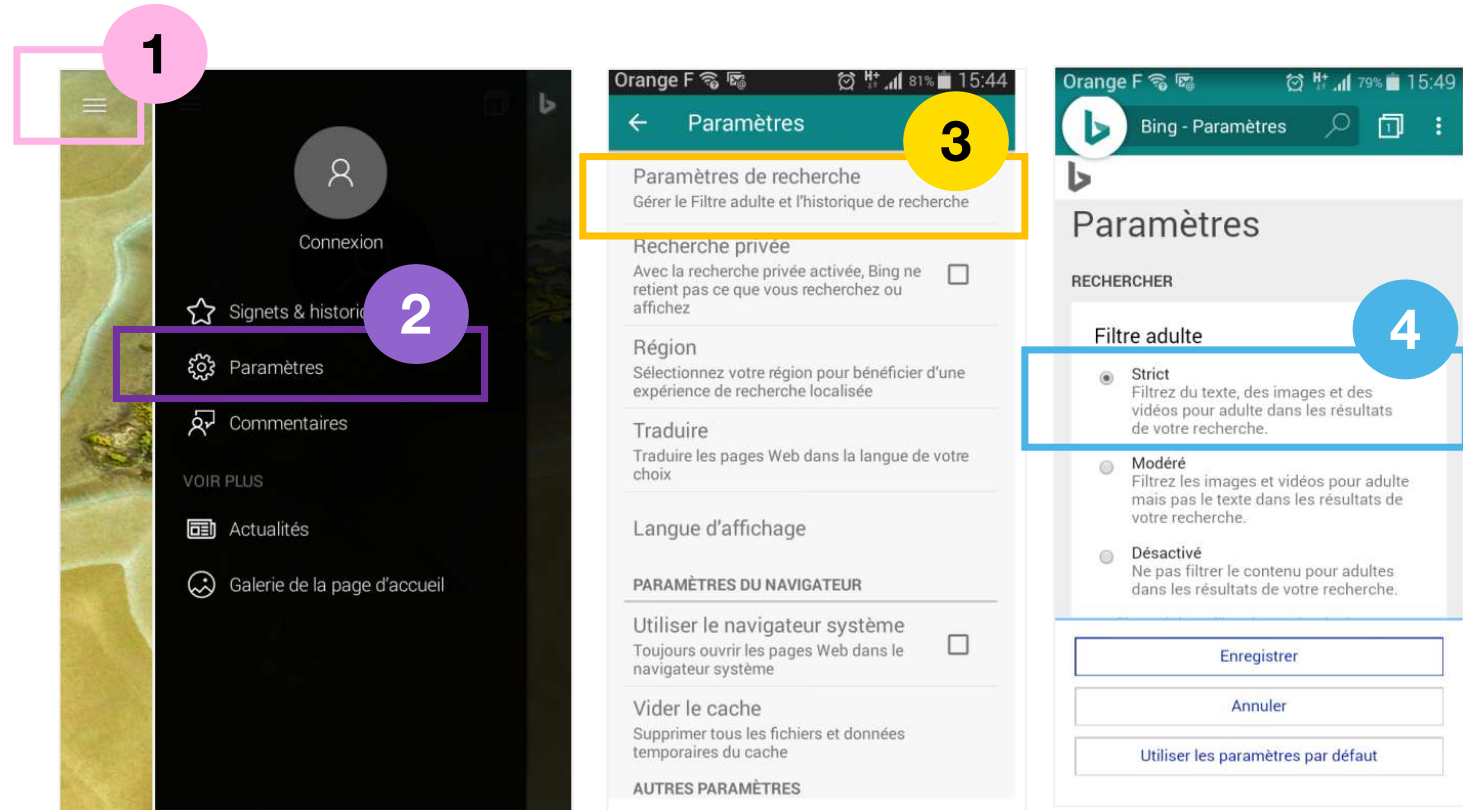 1
Connexion
Signets & historic
2
Paramètres
Commentaires
VOIR PLUS
Actualités
Galerie de la page d'accueil
Orange F 81% 15:44
Paramètres
3
Paramètres de recherche
Gérer le Filtre adulte et l'historique de recherche
Recherche privée
Avec la recherche privée activée, Bing ne
retient pas ce que vous recherchez ou
affichez
Région
Sélectionnez votre région pour bénéficier d'une
expérience de recherche localisée
Traduire
Traduire les pages Web dans la langue de votre
choix
Langue d'affichage
PARAMÈTRES DU NAVIGATEUR
Utiliser le navigateur système
Toujours ouvrir les pages Web dans le
navigateur système
Vider le cache
Supprimer tous les fichiers et données
temporaires du cache
AUTRES PARAMÈTRES
Orange F H+ 79% 15:49
Bing - Paramètres 1
Paramètres
RECHERCHER
Filtre adulte
4
Strict
Filtrez du texte, des images et des
vidéos pour adulte dans les résultats
de votre recherche.
Modéré
Filtrez les images et vidéos pour adulte
mais pas le texte dans les résultats de
votre recherche.
Désactivé
Ne pas filtrer le contenu pour adultes
dans les résultats de votre recherche.
Enregistrer
Annuler
Utiliser les paramètres par défaut